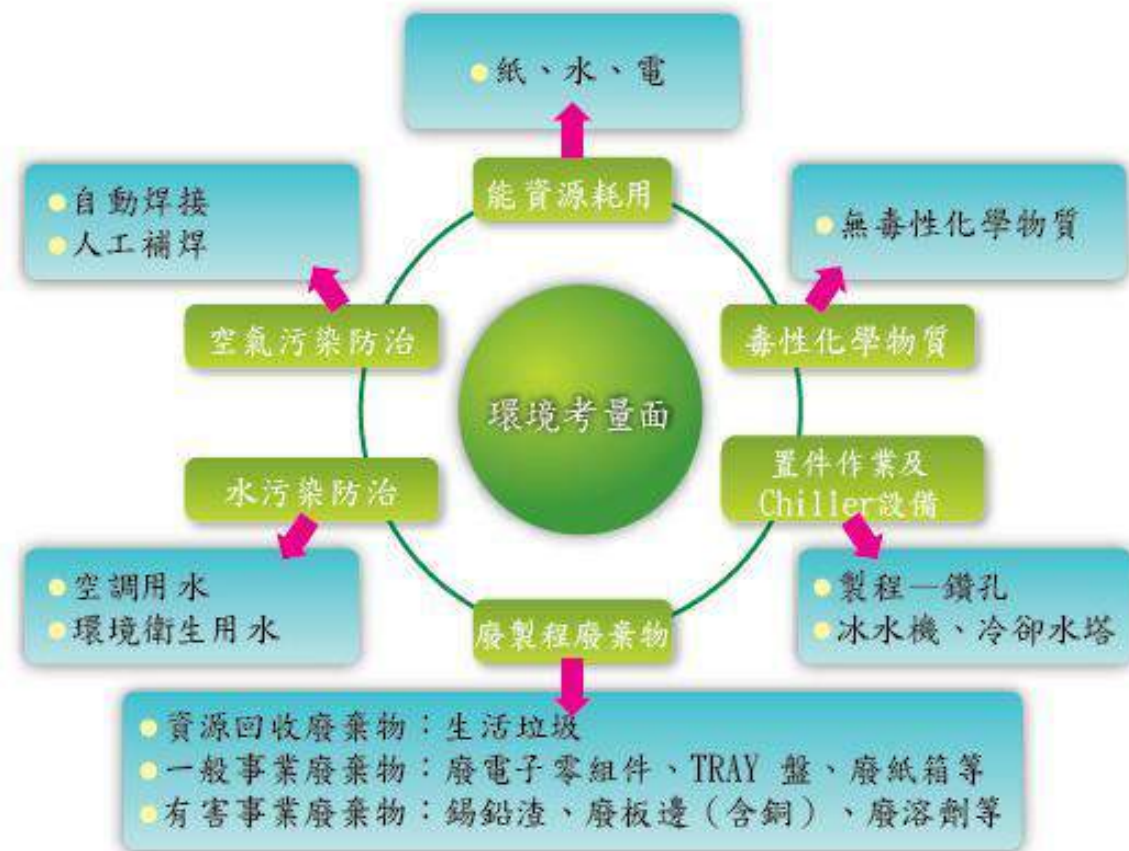 紙、水、電
能資源耗用
自動焊接
人工補焊
無毒性化學物質
空氣污染防治
毒性化學物質
環境考量面
水污染防治
置件作業及
Chiller設備
空調用水
環境衛生用水
製程—鑽孔
冰水機、冷卻水塔
廢製程廢棄物
資源回收廢棄物：生活垃圾
一般事業廢棄物：廢電子零組件、TRAY 盤、廢紙箱等
有害事業廢棄物：錫鉛渣、廢板邊（含銅）、廢溶劑等